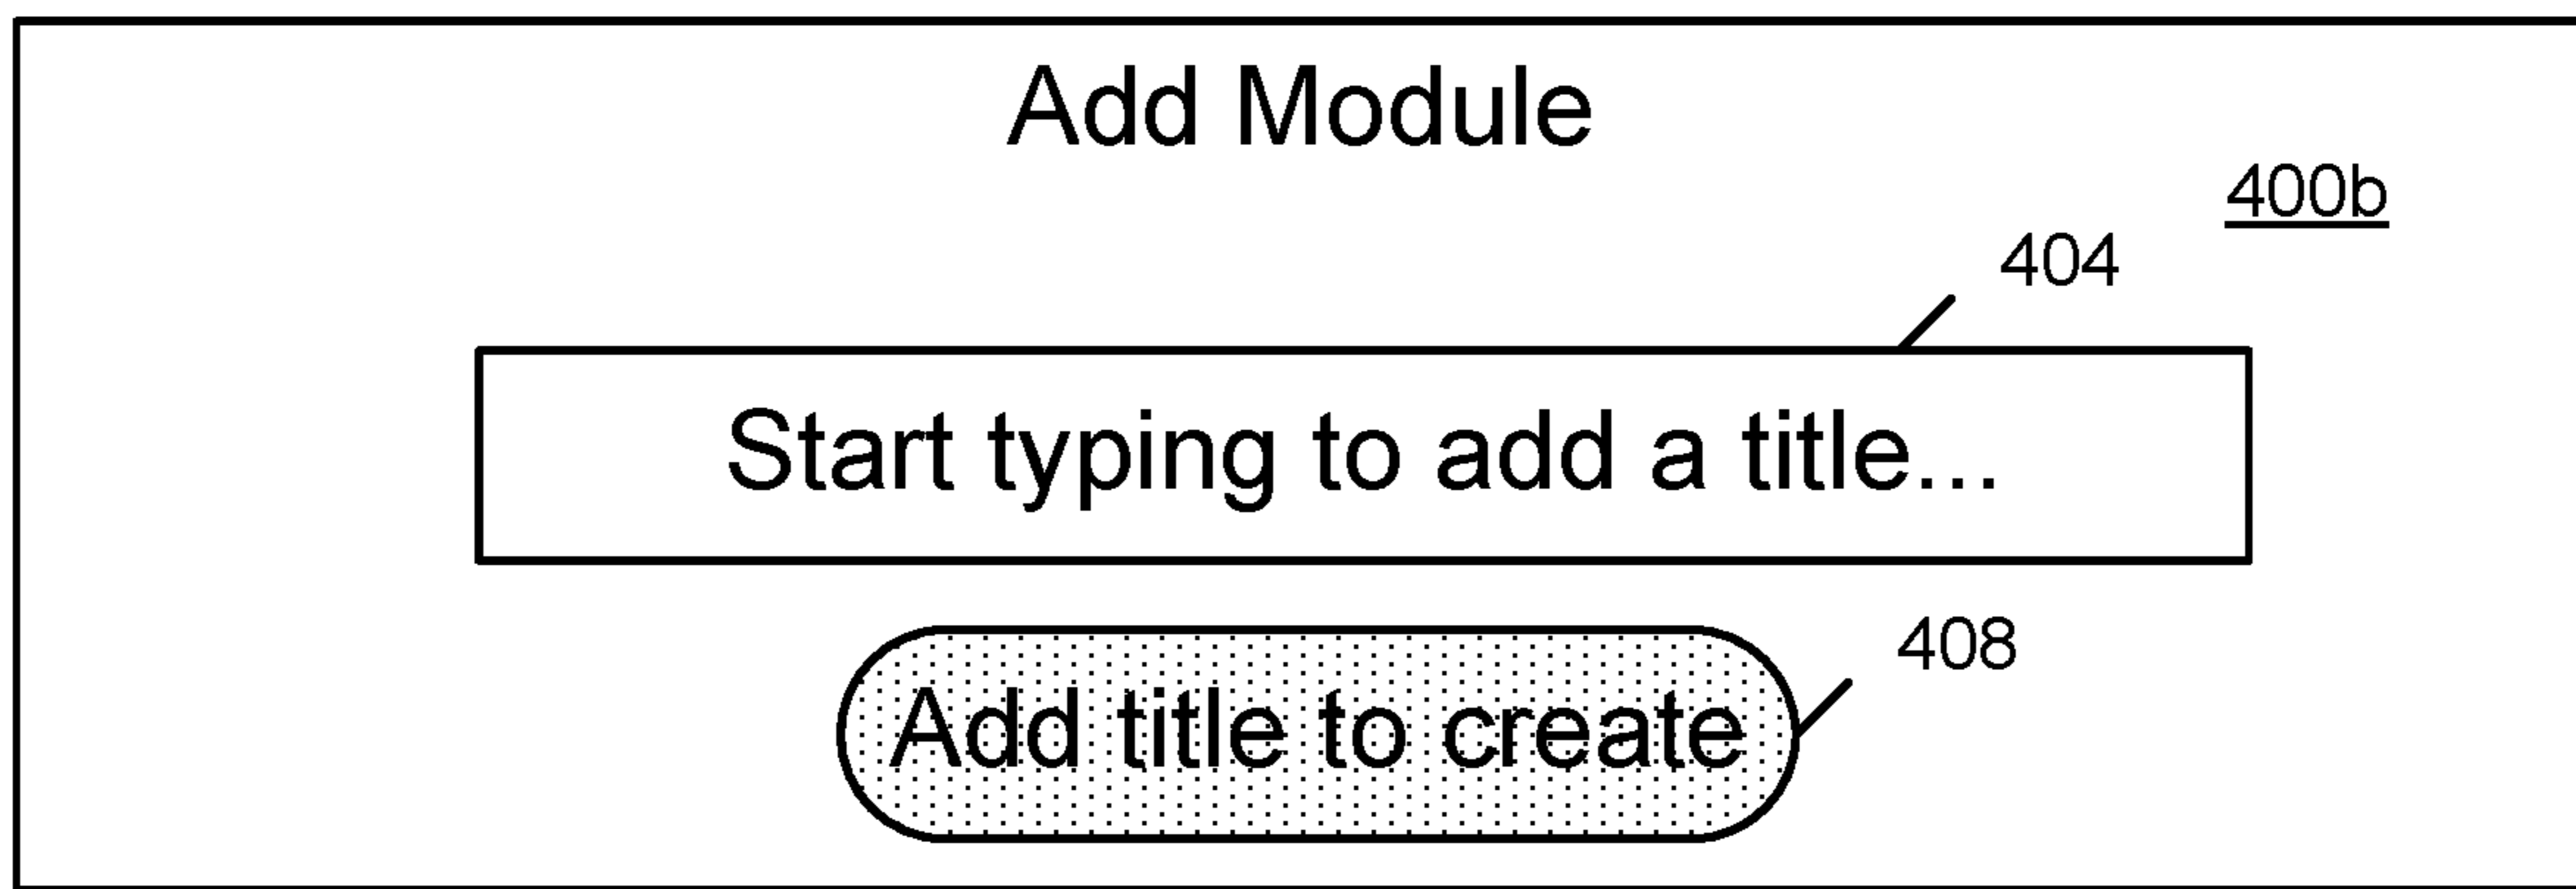 Add Module
400b
404
Start typing to add a title...
408
Add title to create